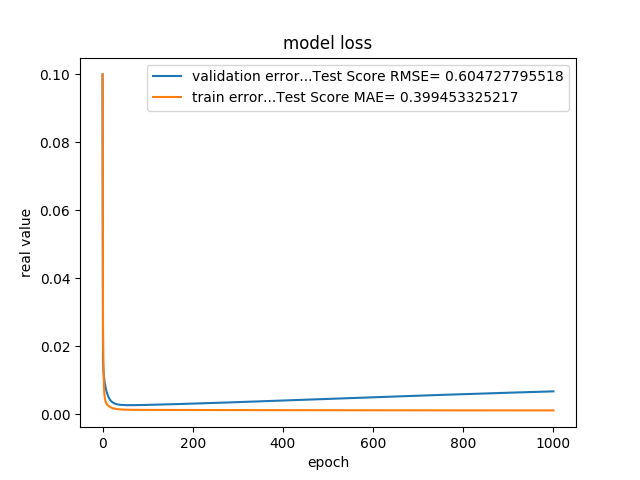 model loss
validation error...Test Score RMSE= 0.604727795518
train error...Test Score MAE= 0.399453325217
0.10
0.08
0.06
0.04
0.02
0.00
real value
0 200 400 600 800 1000
epoch